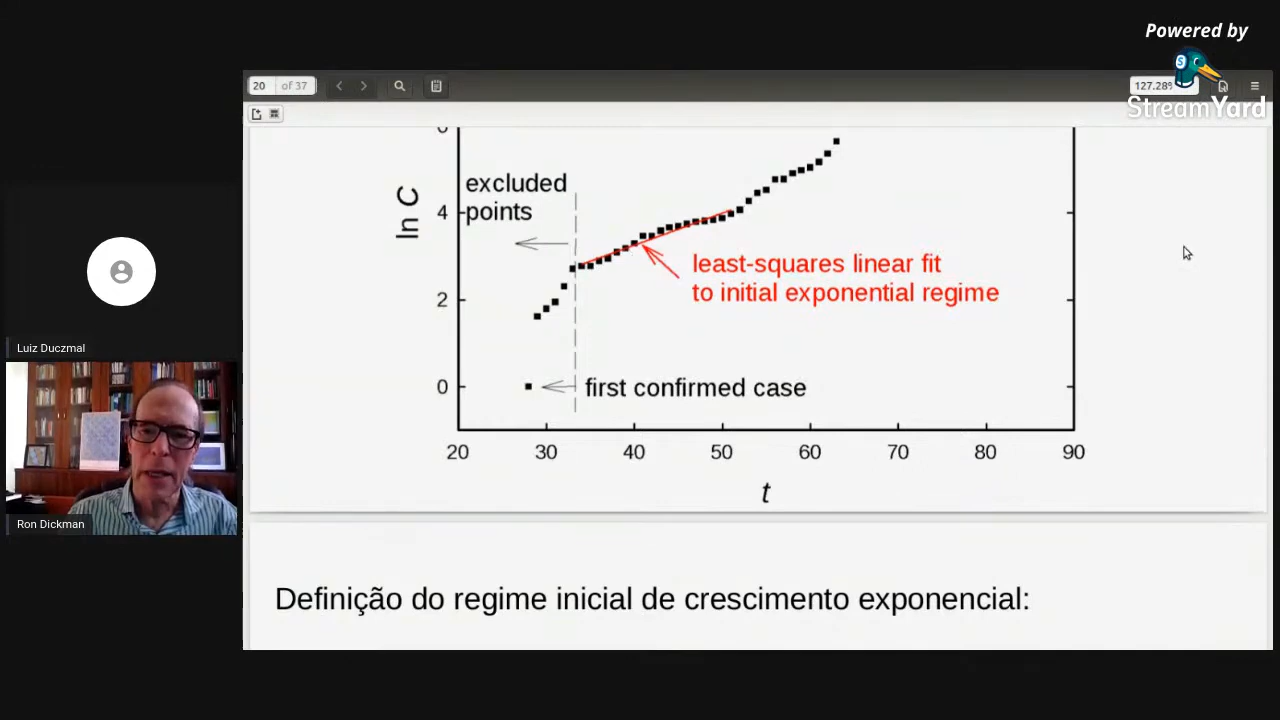 Powered by
StreamYard
20 of 37
127.28%
ln C
6
4
2
0
excluded
points
least-squares linear fit
to initial exponential regime
first confirmed case
20 30 40 50 60 70 80 90
t
Definição do regime inicial de crescimento exponencial:
Luiz Duczmal
Ron Dickman